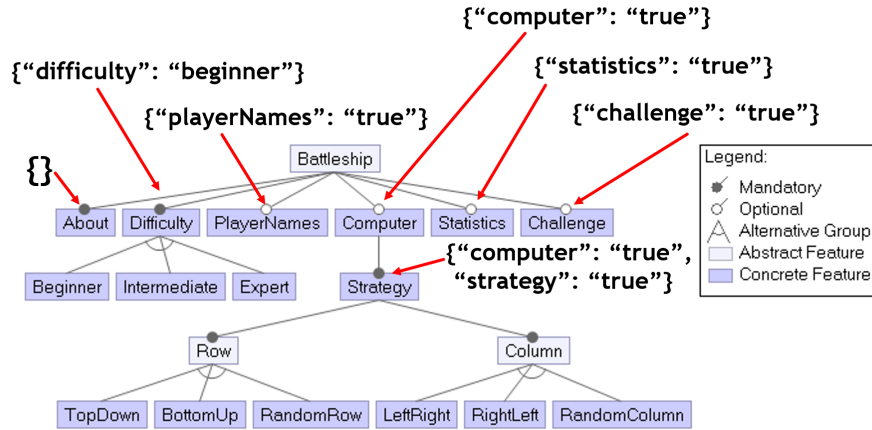 {“computer”: “true”}
{“difficulty”: “beginner”}
{“statistics”: “true”}
{“playerNames”: “true”}
{“challenge”: “true”}
Battleship
{}
Legend:
Mandatory
Optional
Alternative Group
Abstract Feature
Concrete Feature
About
Difficulty
PlayerNames
Computer
Statistics
Challenge
{“computer”: “true”,
“strategy”: “true”}
Beginner
Intermediate
Expert
Strategy
Row
Column
TopDown
BottomUp
RandomRow
LeftRight
RightLeft
RandomColumn